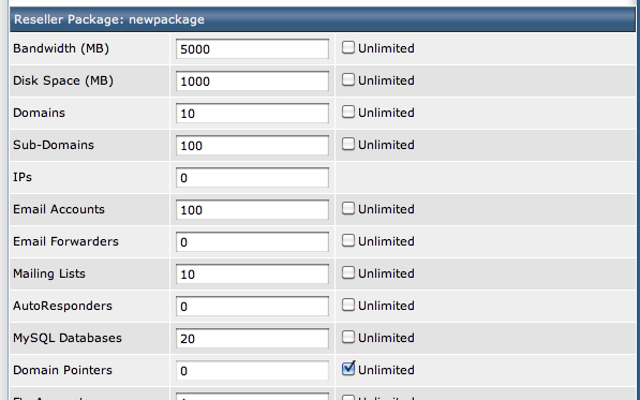 Reseller Package: newpackage
Bandwidth (MB) 5000 Unlimited
Disk Space (MB) 1000 Unlimited
Domains 10 Unlimited
Sub-Domains 100 Unlimited
IPs 0
Email Accounts 100 Unlimited
Email Forwarders 0 Unlimited
Mailing Lists 10 Unlimited
AutoResponders 0 Unlimited
MySQL Databases 20 Unlimited
Domain Pointers 0 Unlimited
Unlimited